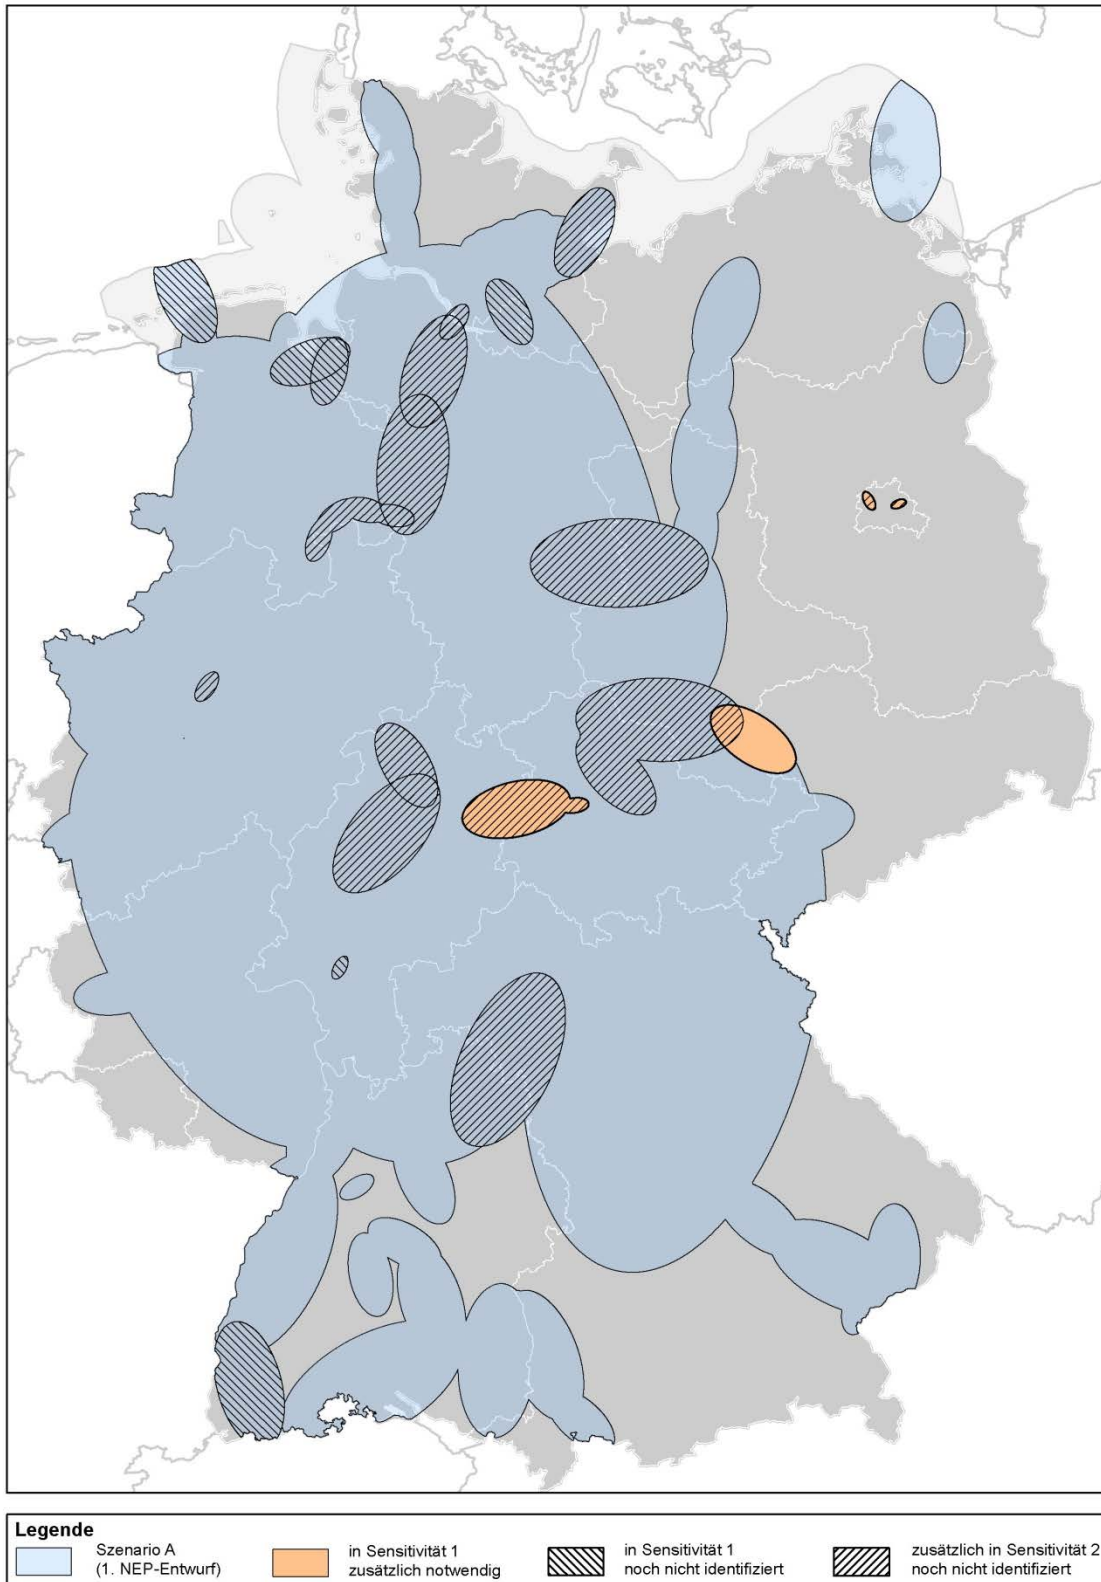 Legende
Szenario A
(1. NEP-Entwurf)
in Sensitivität 1
zusätzlich notwendig
in Sensitivität 1
noch nicht identifiziert
zusätzlich in Sensitivität 2
noch nicht identifiziert